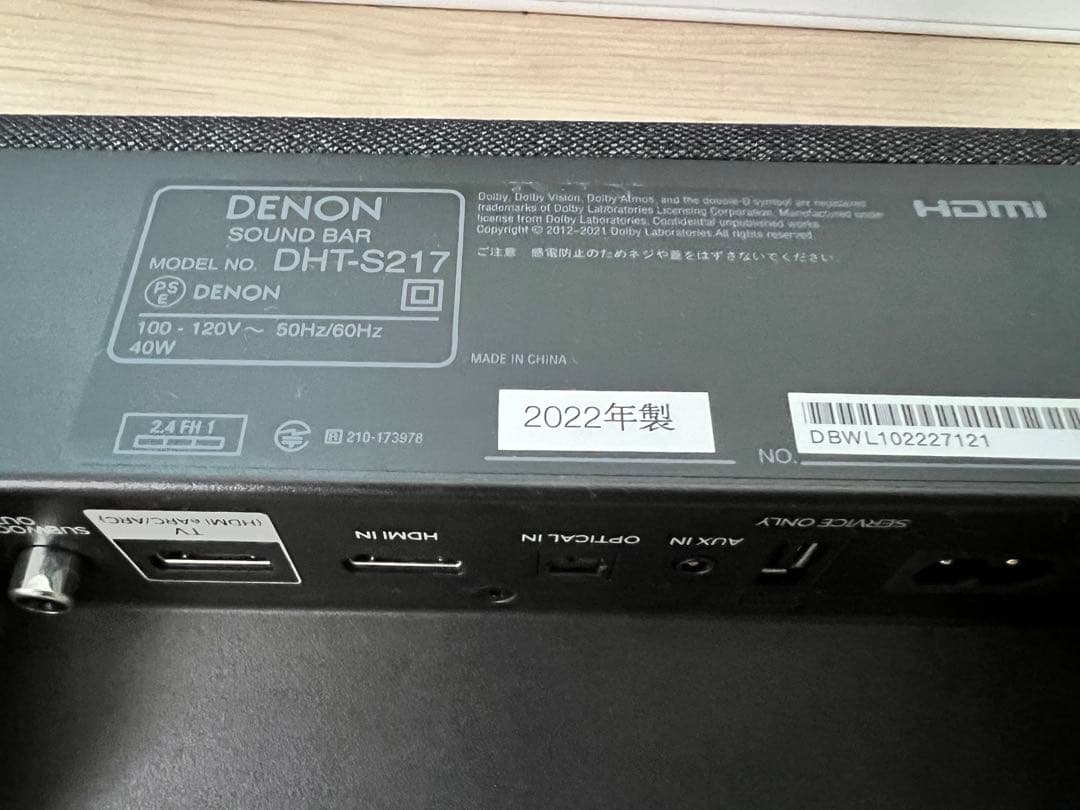 DENON
SOUND BAR
MODEL NO. DHT-S217
PS
E
DENON
100 - 120V～ 50Hz/60Hz
40W
Dolby, Dolby Vision, Dolby Atmos, and the double-D symbol are registered
trademarks of Dolby Laboratories Licensing Corporation. Manufactured under
license from Dolby Laboratories. Confidential unpublished works.
Copyright © 2012-2021 Dolby Laboratories. All rights reserved.
ご注意 感電防止のためネジや蓋をはずさないでください。
HDMI
MADE IN CHINA
2.4 FH 1
R 210-173978
2022年製
NO.
DBWL102227121
SUBWOO
OU
TV
(HDMI eARC/ARC)
HDMI IN
OPTICAL IN
AUX IN
SERVICE ONLY